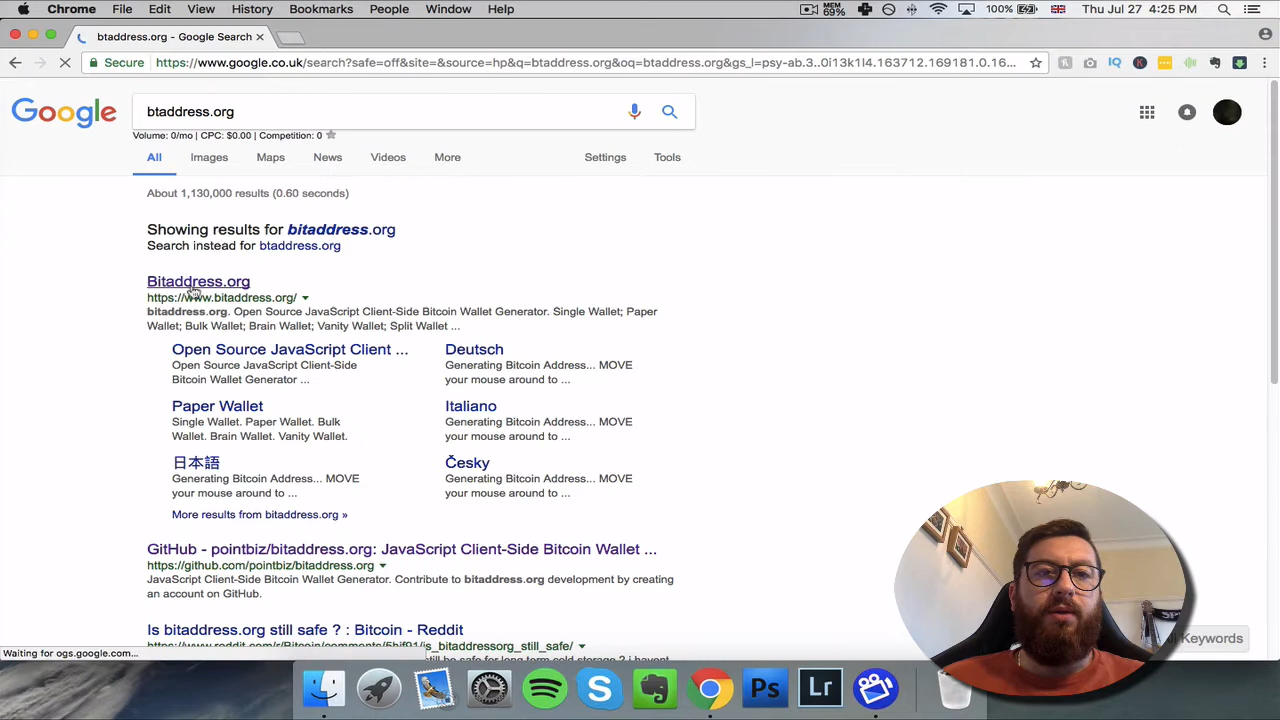 Chrome File Edit View History Bookmarks People Window Help MEM 69% 100% Thu Jul 27 4:25 PM
btaddress.org - Google Search
Secure https://www.google.co.uk/search?safe=off&site=&source=hp&q=btaddress.org&oq=btaddress.org&gs_l=psy-ab.3..0i13k1l4.163712.169181.0.16...
Google btaddress.org
Volume: 0/mo | CPC: $0.00 | Competition: 0
All Images Maps News Videos More Settings Tools
About 1,130,000 results (0.60 seconds)
Showing results for bitaddress.org
Search instead for btaddress.org
Bitaddress.org
https://www.bitaddress.org/
bitaddress.org. Open Source JavaScript Client-Side Bitcoin Wallet Generator. Single Wallet; Paper
Wallet; Bulk Wallet; Brain Wallet; Vanity Wallet; Split Wallet ...
Open Source JavaScript Client ...
Open Source JavaScript Client-Side
Bitcoin Wallet Generator ...
Deutsch
Generating Bitcoin Address... MOVE
your mouse around to ...
Paper Wallet
Single Wallet. Paper Wallet. Bulk
Wallet. Brain Wallet. Vanity Wallet.
Italiano
Generating Bitcoin Address... MOVE
your mouse around to ...
日本語
Generating Bitcoin Address... MOVE
your mouse around to ...
Česky
Generating Bitcoin Address... MOVE
your mouse around to ...
More results from bitaddress.org »
GitHub - pointbiz/bitaddress.org: JavaScript Client-Side Bitcoin Wallet ...
https://github.com/pointbiz/bitaddress.org
JavaScript Client-Side Bitcoin Wallet Generator. Contribute to bitaddress.org development by creating
an account on GitHub.
Is bitaddress.org still safe ? : Bitcoin - Reddit
Keywords
Waiting for ogs.google.com...
Ps Lr